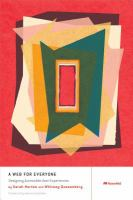 A WEB FOR EVERYONE
Designing Accessible User Experiences
by Sarah Horton and Whitney Quesenbery
Rosenfeld